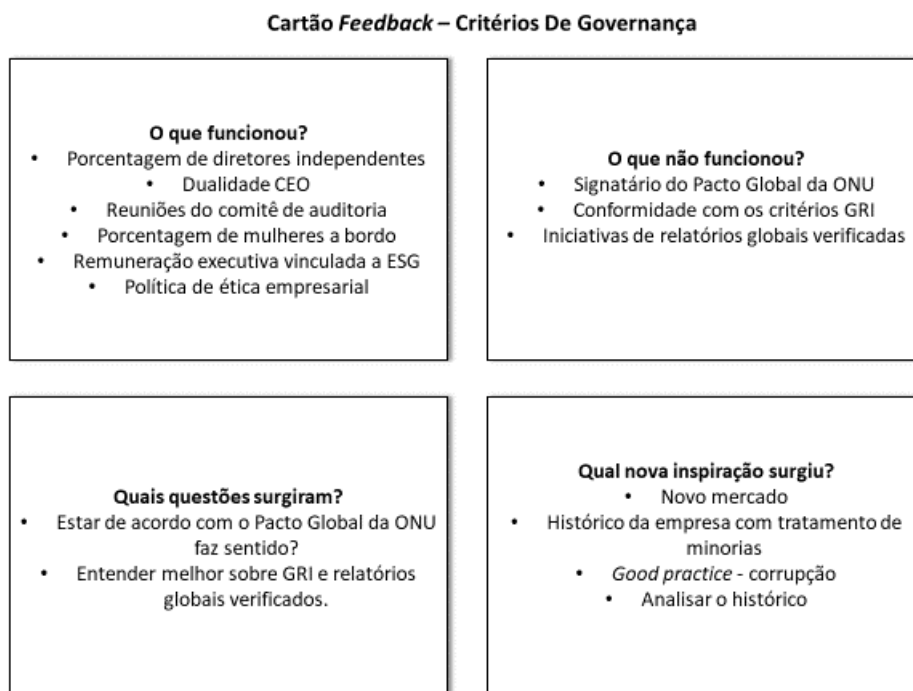 Cartão Feedback – Critérios De Governança
O que funcionou?
• Porcentagem de diretores independentes
• Dualidade CEO
• Reuniões do comitê de auditoria
• Porcentagem de mulheres a bordo
• Remuneração executiva vinculada a ESG
• Política de ética empresarial
O que não funcionou?
• Signatário do Pacto Global da ONU
• Conformidade com os critérios GRI
• Iniciativas de relatórios globais verificadas
Quais questões surgiram?
• Estar de acordo com o Pacto Global da ONU
faz sentido?
• Entender melhor sobre GRI e relatórios
globais verificados.
Qual nova inspiração surgiu?
• Novo mercado
• Histórico da empresa com tratamento de
minorias
• Good practice - corrupção
• Analisar o histórico